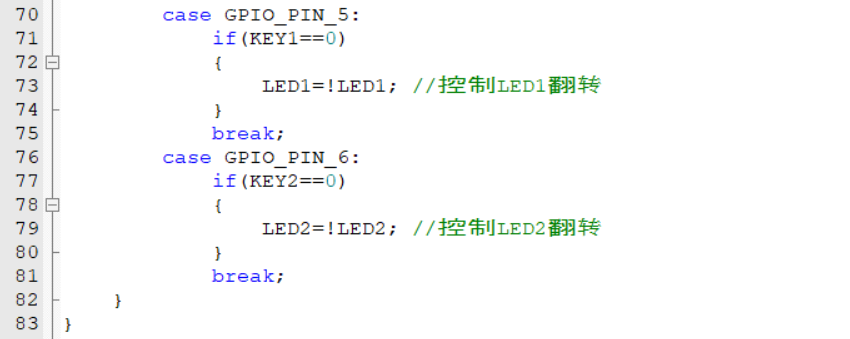 70 case GPIO_PIN_5:
71 if(KEY1==0)
72 {
73 LED1=!LED1; //控制LED1翻转
74 }
75 break;
76 case GPIO_PIN_6:
77 if(KEY2==0)
78 {
79 LED2=!LED2; //控制LED2翻转
80 }
81 break;
82 }
83 }